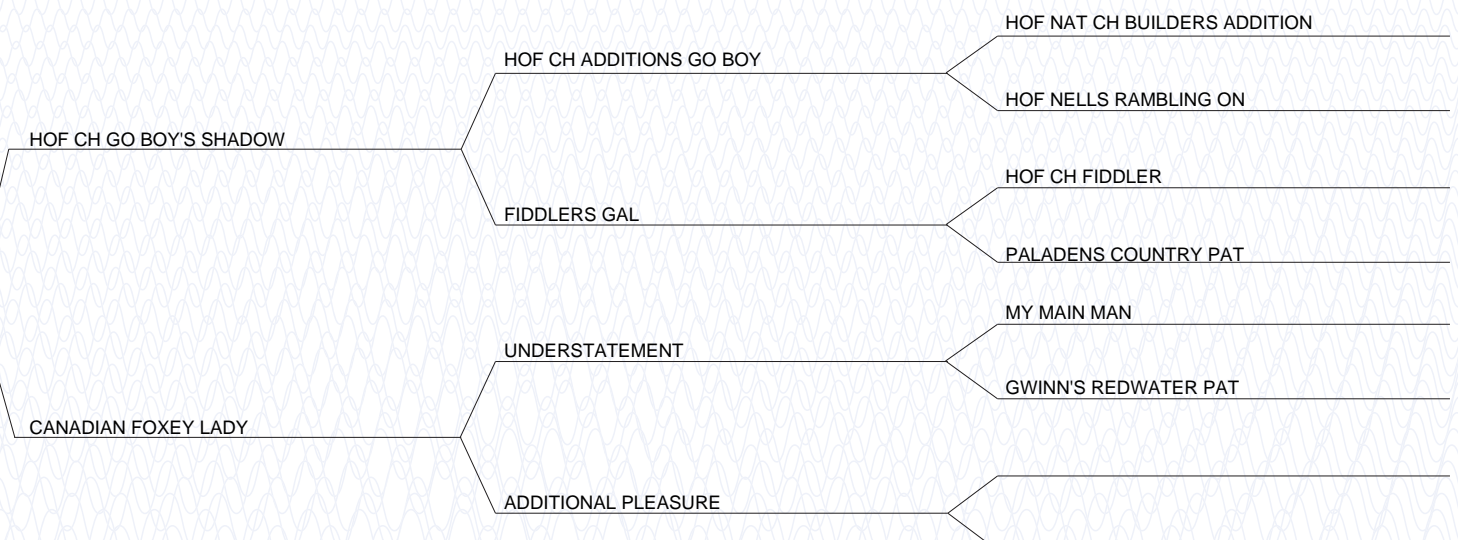 HOF NAT CH BUILDERS ADDITION
HOF CH ADDITIONS GO BOY
HOF NELLS RAMBLING ON
HOF CH GO BOY'S SHADOW
HOF CH FIDDLER
FIDDLERS GAL
PALADENS COUNTRY PAT
MY MAIN MAN
UNDERSTATEMENT
GWINN'S REDWATER PAT
CANADIAN FOXEY LADY
ADDITIONAL PLEASURE